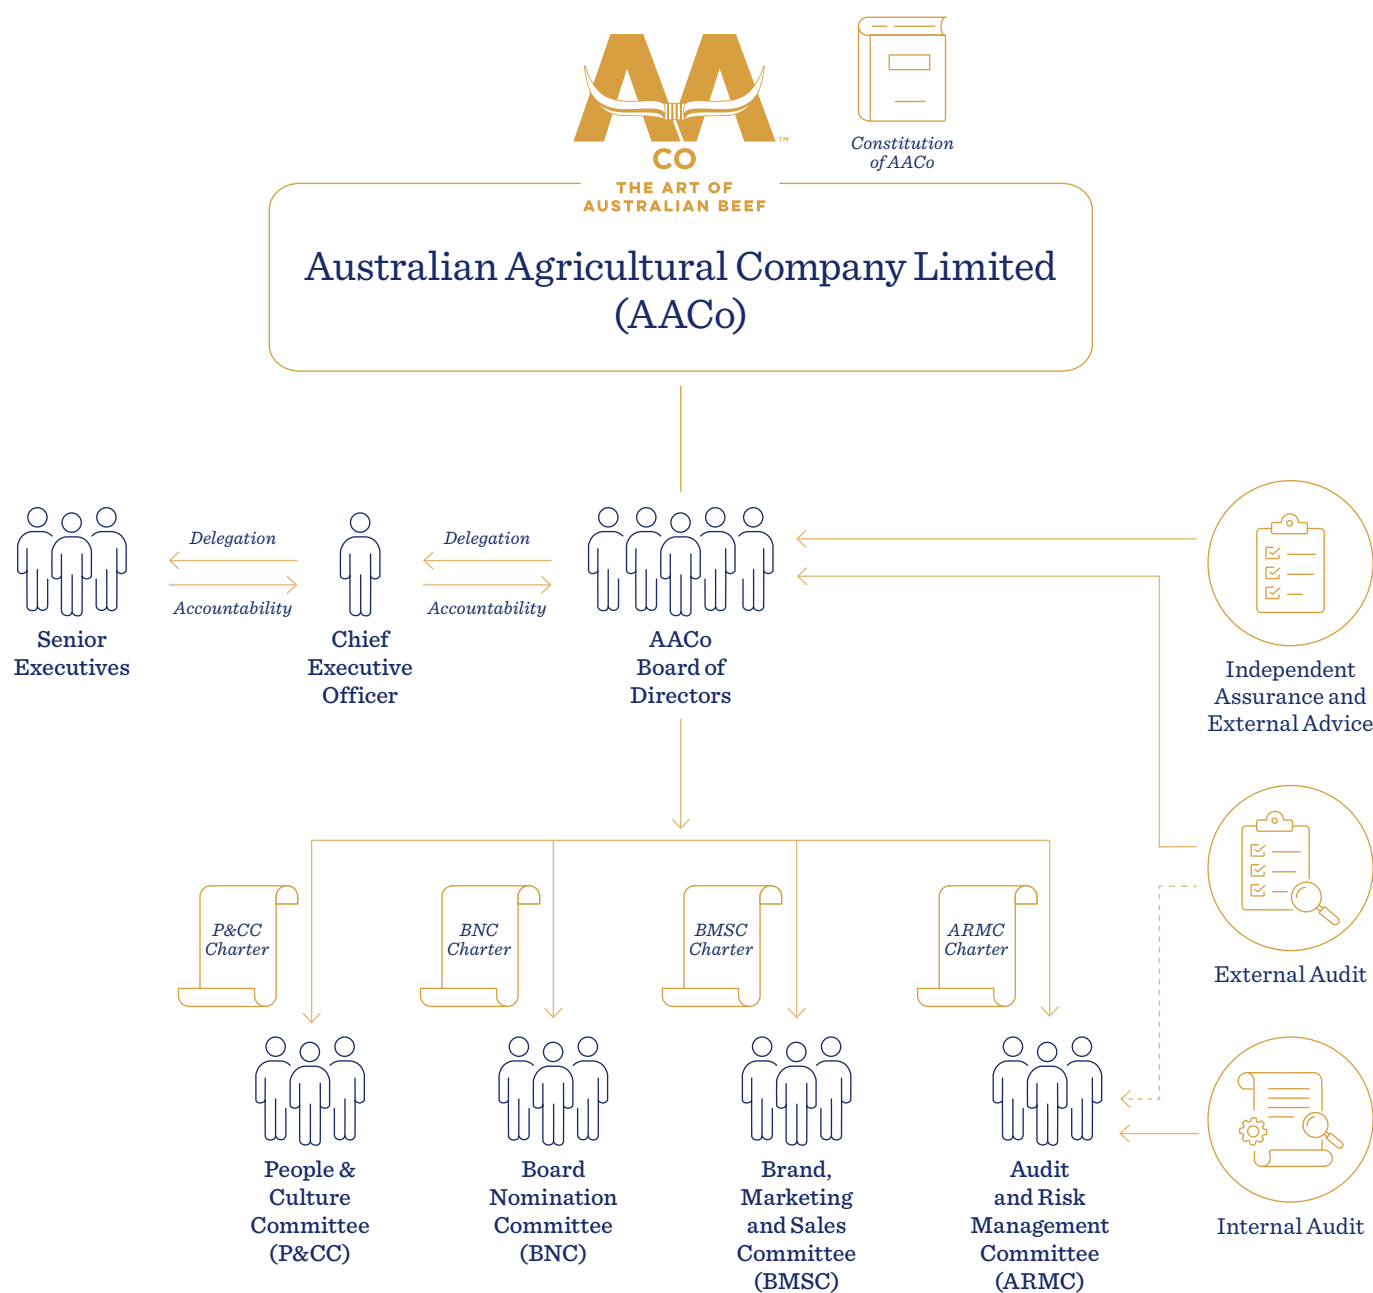 AA
TM
CO
THE ART OF
AUSTRALIAN BEEF
Constitution
of AACo
Australian Agricultural Company Limited
(AACo)
Delegation
Accountability
Delegation
Accountability
Senior
Executives
Chief
Executive
Officer
AACo
Board of
Directors
Independent
Assurance and
External Advice
P&CC
Charter
BNC
Charter
BMSC
Charter
ARMC
Charter
External Audit
People &
Culture
Committee
(P&CC)
Board
Nomination
Committee
(BNC)
Brand,
Marketing
and Sales
Committee
(BMSC)
Audit
and Risk
Management
Committee
(ARMC)
Internal Audit